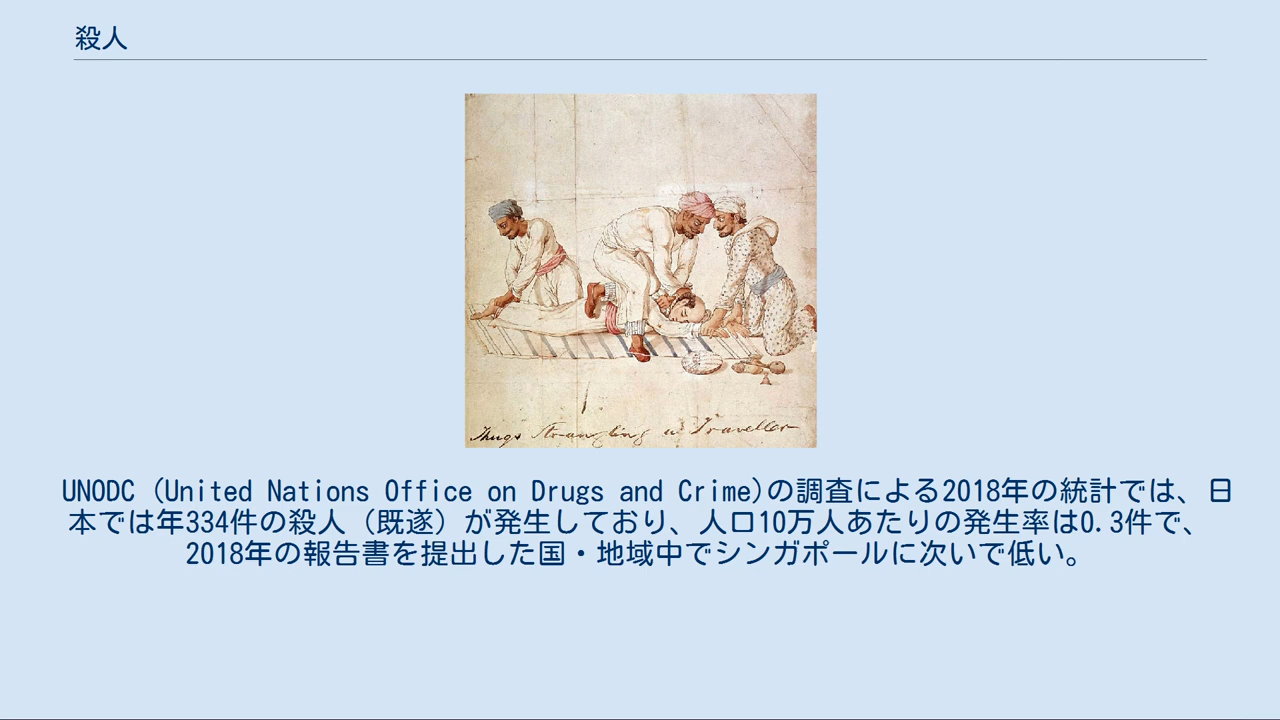 殺人
Thugs Strangling a Traveller
UNODC (United Nations Office on Drugs and Crime)の調査による2018年の統計では、日
本では年334件の殺人（既遂）が発生しており、人口10万人あたりの発生率は0.3件で、
2018年の報告書を提出した国・地域中でシンガポールに次いで低い。